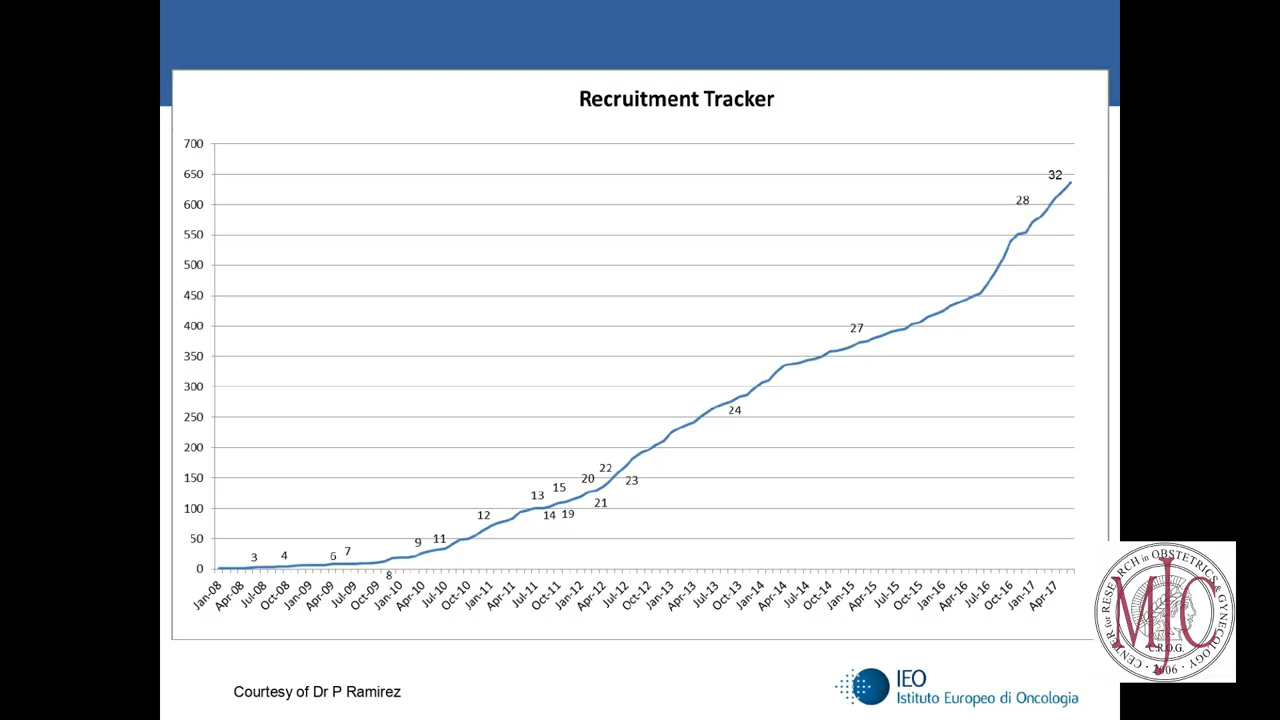 Recruitment Tracker
700
650
600
550
500
450
400
350
300
250
200
150
100
50
0
3
4
6
7
8
9
11
12
13
14
15
19
20
21
22
23
24
27
28
32
Jan-08
Apr-08
Jul-08
Oct-08
Jan-09
Apr-09
Jul-09
Oct-09
Jan-10
Apr-10
Jul-10
Oct-10
Jan-11
Apr-11
Jul-11
Oct-11
Jan-12
Apr-12
Jul-12
Oct-12
Jan-13
Apr-13
Jul-13
Oct-13
Jan-14
Apr-14
Jul-14
Oct-14
Jan-15
Apr-15
Jul-15
Oct-15
Jan-16
Apr-16
Jul-16
Oct-16
Jan-17
Apr-17
Courtesy of Dr P Ramirez
IEO
Istituto Europeo di Oncologia
CENTER for RESEARCH in OBSTETRICS & GYNECOLOGY
MJC
C.R.D.G.
· 2006 ·